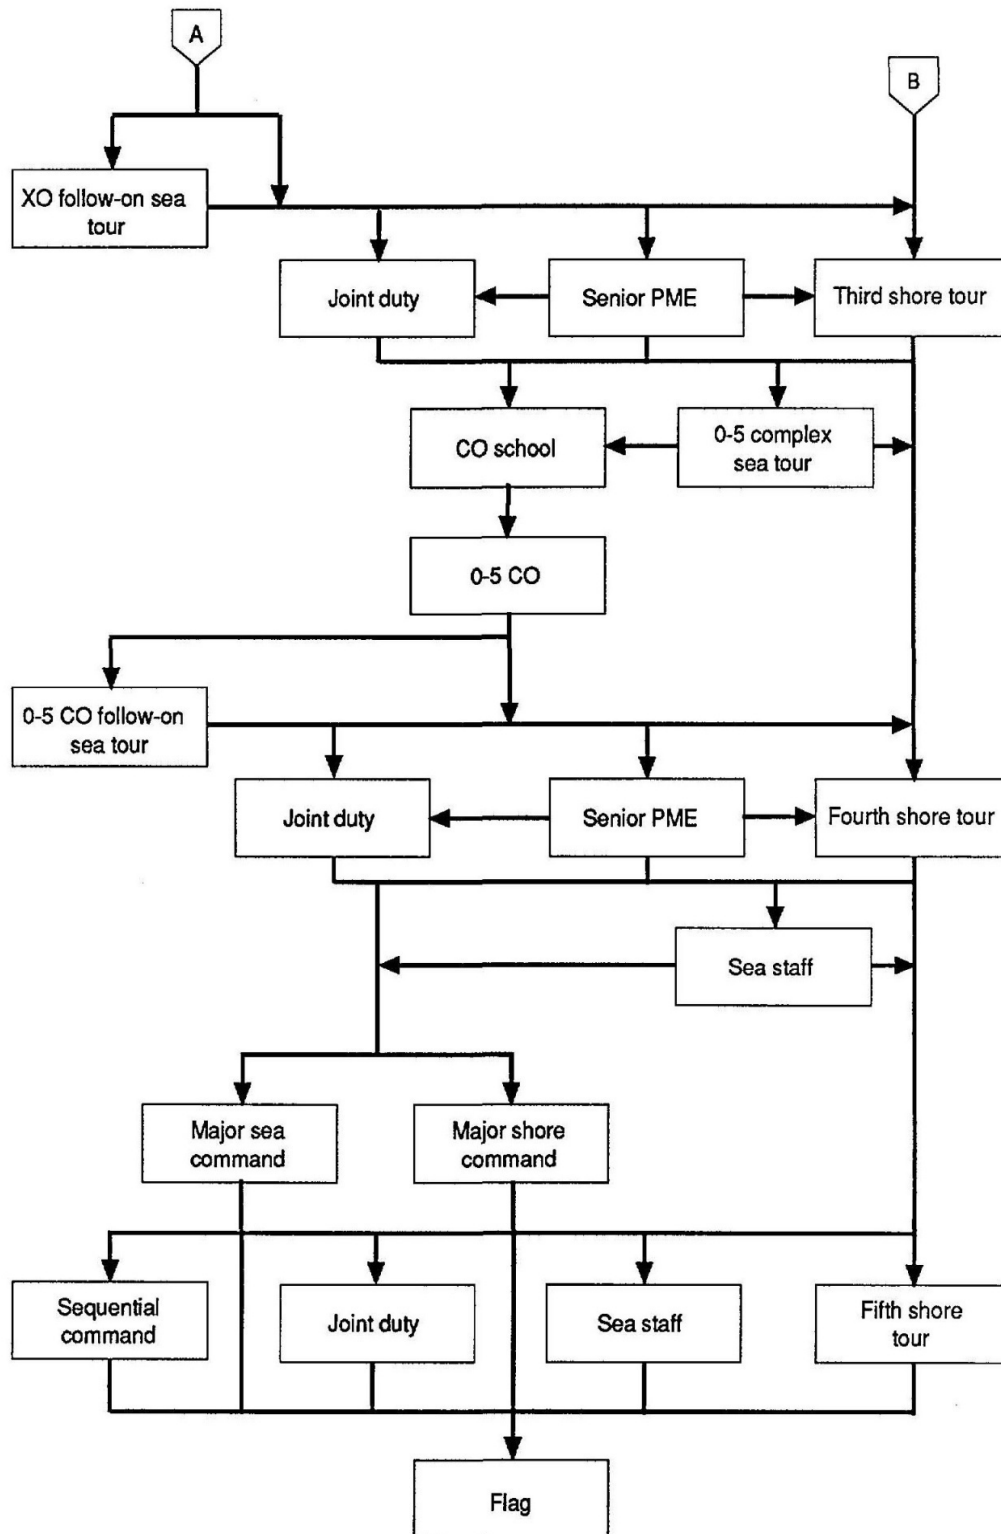 A
B
XO follow-on sea
tour
Joint duty
Senior PME
Third shore tour
CO school
0-5 complex
sea tour
0-5 CO
0-5 CO follow-on
sea tour
Joint duty
Senior PME
Fourth shore tour
Sea staff
Major sea
command
Major shore
command
Sequential
command
Joint duty
Sea staff
Fifth shore
tour
Flag